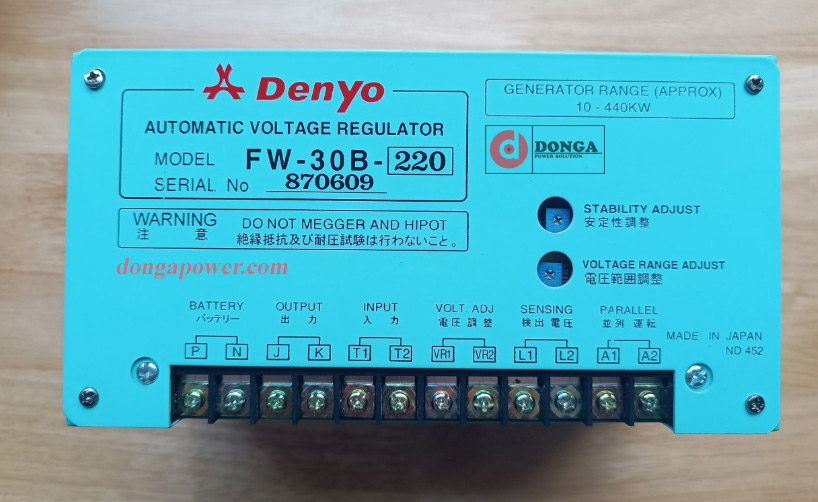 Denyo
AUTOMATIC VOLTAGE REGULATOR
MODEL FW-30B-220
SERIAL No 870609
GENERATOR RANGE (APPROX)
10 - 440KW
DONGA
POWER SOLUTION
WARNING DO NOT MEGGER AND HIPOT
注 意 絶縁抵抗及び耐圧試験は行わないこと。
dongapower.com
STABILITY ADJUST
安定性調整
VOLTAGE RANGE ADJUST
電圧範囲調整
BATTERY OUTPUT INPUT VOLT. ADJ SENSING PARALLEL
バッテリー 出 力 入 力 電圧 調整 検出 電圧 並列 運転
P N J K T1 T2 VR1 VR2 L1 L2 A1 A2
MADE IN JAPAN
ND 452